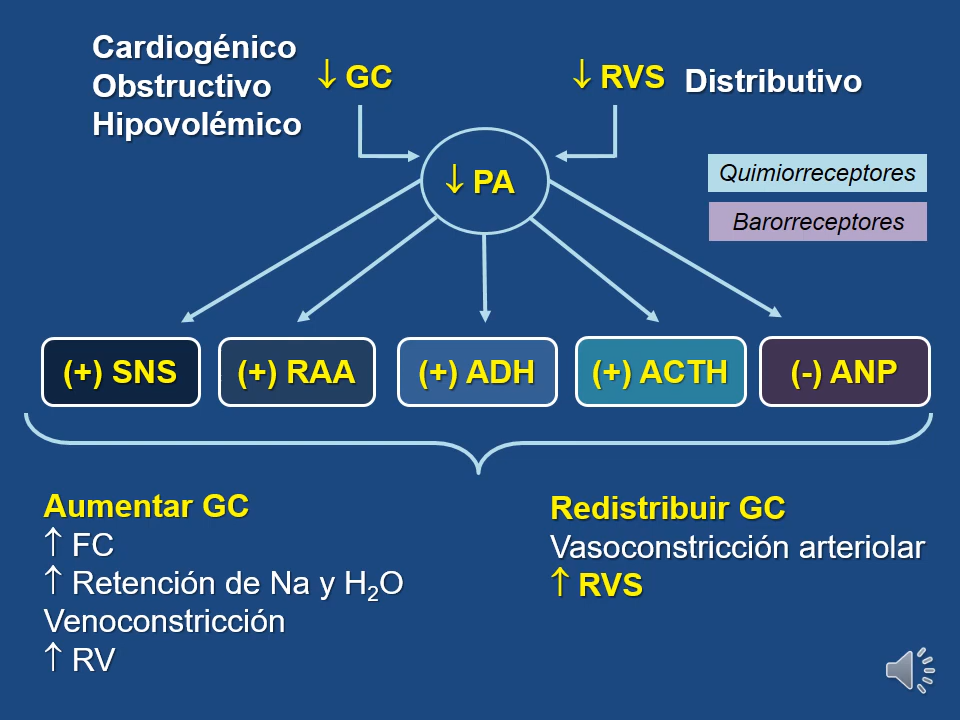 Cardiogénico
Obstructivo
Hipovolémico
↓ GC
↓ RVS
Distributivo
↓ PA
Quimiorreceptores
Barorreceptores
(+) SNS
(+) RAA
(+) ADH
(+) ACTH
(-) ANP
Aumentar GC
↑ FC
↑ Retención de Na y H₂O
Venoconstricción
↑ RV
Redistribuir GC
Vasoconstricción arteriolar
↑ RVS